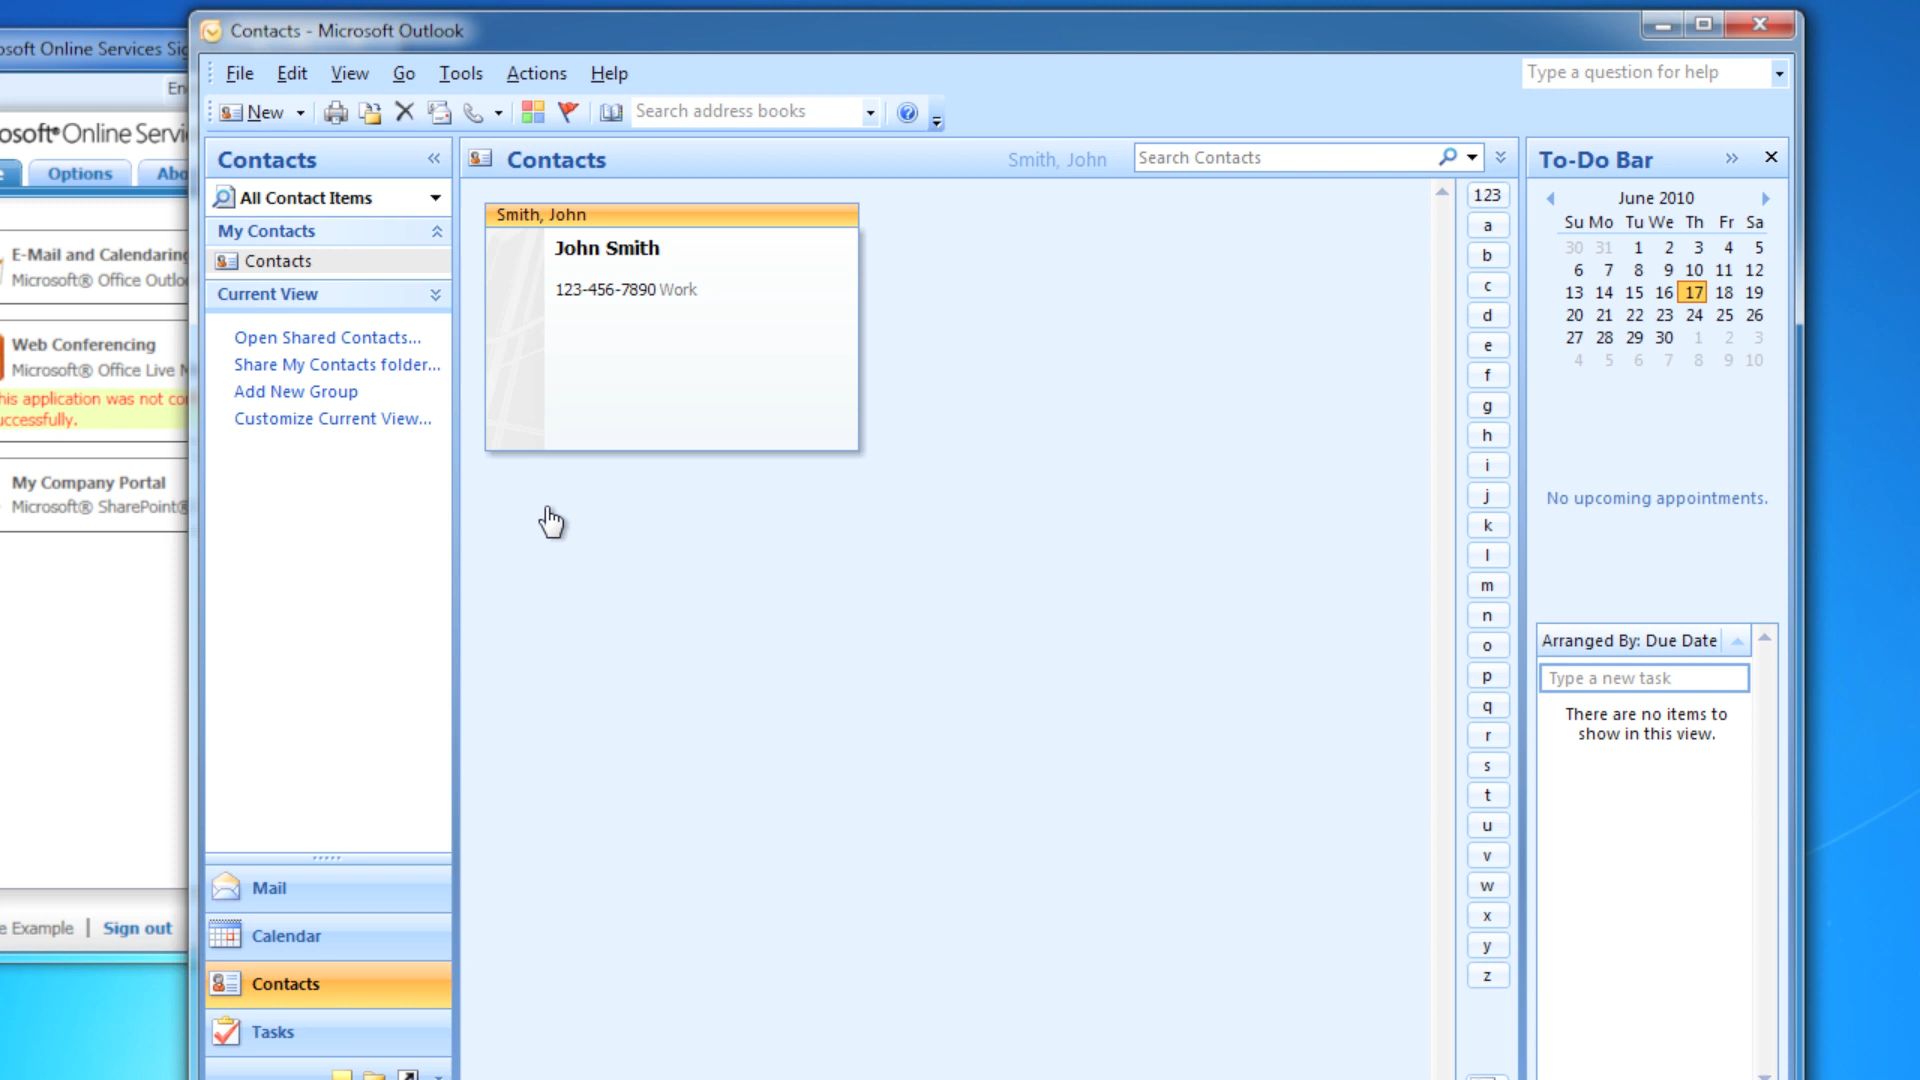 osoft Online Services Sig
En
osoft® Online Servi
e
Options
Abo
E-Mail and Calendaring
Microsoft® Office Outlo
Web Conferencing
Microsoft® Office Live M
his application was not co
uccessfully.
My Company Portal
Microsoft® SharePoint®
e Example | Sign out
Contacts - Microsoft Outlook
File Edit View Go Tools Actions Help
Type a question for help
New
Search address books
Contacts
All Contact Items
My Contacts
Contacts
Current View
Open Shared Contacts...
Share My Contacts folder...
Add New Group
Customize Current View...
Mail
Calendar
Contacts
Tasks
Contacts
Smith, John
Search Contacts
Smith, John
John Smith
123-456-7890 Work
123
a
b
c
d
e
f
g
h
i
j
k
l
m
n
o
p
q
r
s
t
u
v
w
x
y
z
To-Do Bar
June 2010
Su Mo Tu We Th Fr Sa
30 31 1 2 3 4 5
6 7 8 9 10 11 12
13 14 15 16 17 18 19
20 21 22 23 24 25 26
27 28 29 30 1 2 3
4 5 6 7 8 9 10
No upcoming appointments.
Arranged By: Due Date
Type a new task
There are no items to
show in this view.